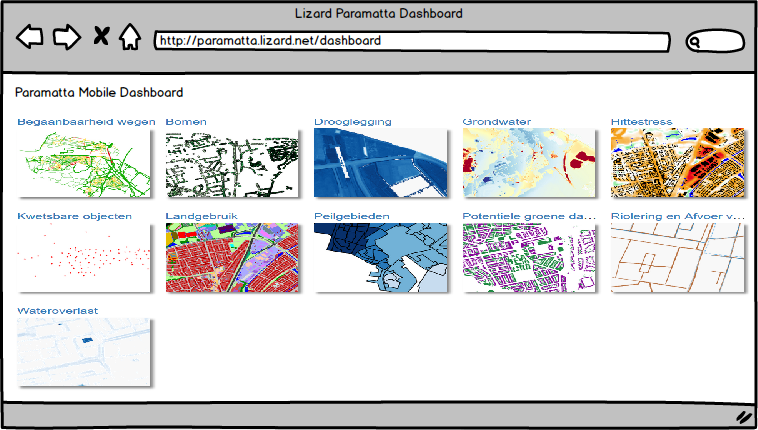 Lizard Paramatta Dashboard
http://paramatta.lizard.net/dashboard
Paramatta Mobile Dashboard
Begaanbaarheid wegen
Bomen
Drooglegging
Grondwater
Hittestress
Kwetsbare objecten
Landgebruik
Peilgebieden
Potentiele groene da...
Riolering en Afvoer v...
Wateroverlast